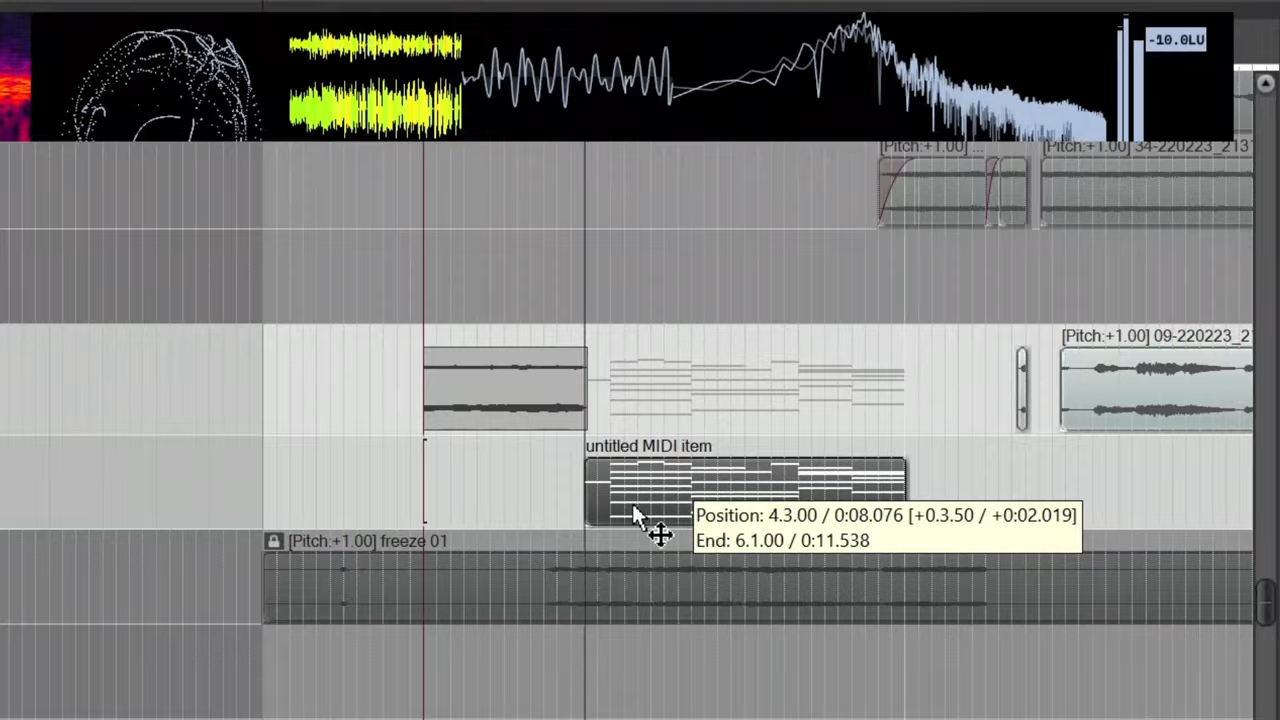 -10.0LU
[Pitch:+1.00] ...
[Pitch:+1.00] 34-220223_2131
[Pitch:+1.00] 09-220223_2
untitled MIDI item
Position: 4.3.00 / 0:08.076 [+0.3.50 / +0:02.019]
End: 6.1.00 / 0:11.538
[Pitch:+1.00] freeze 01